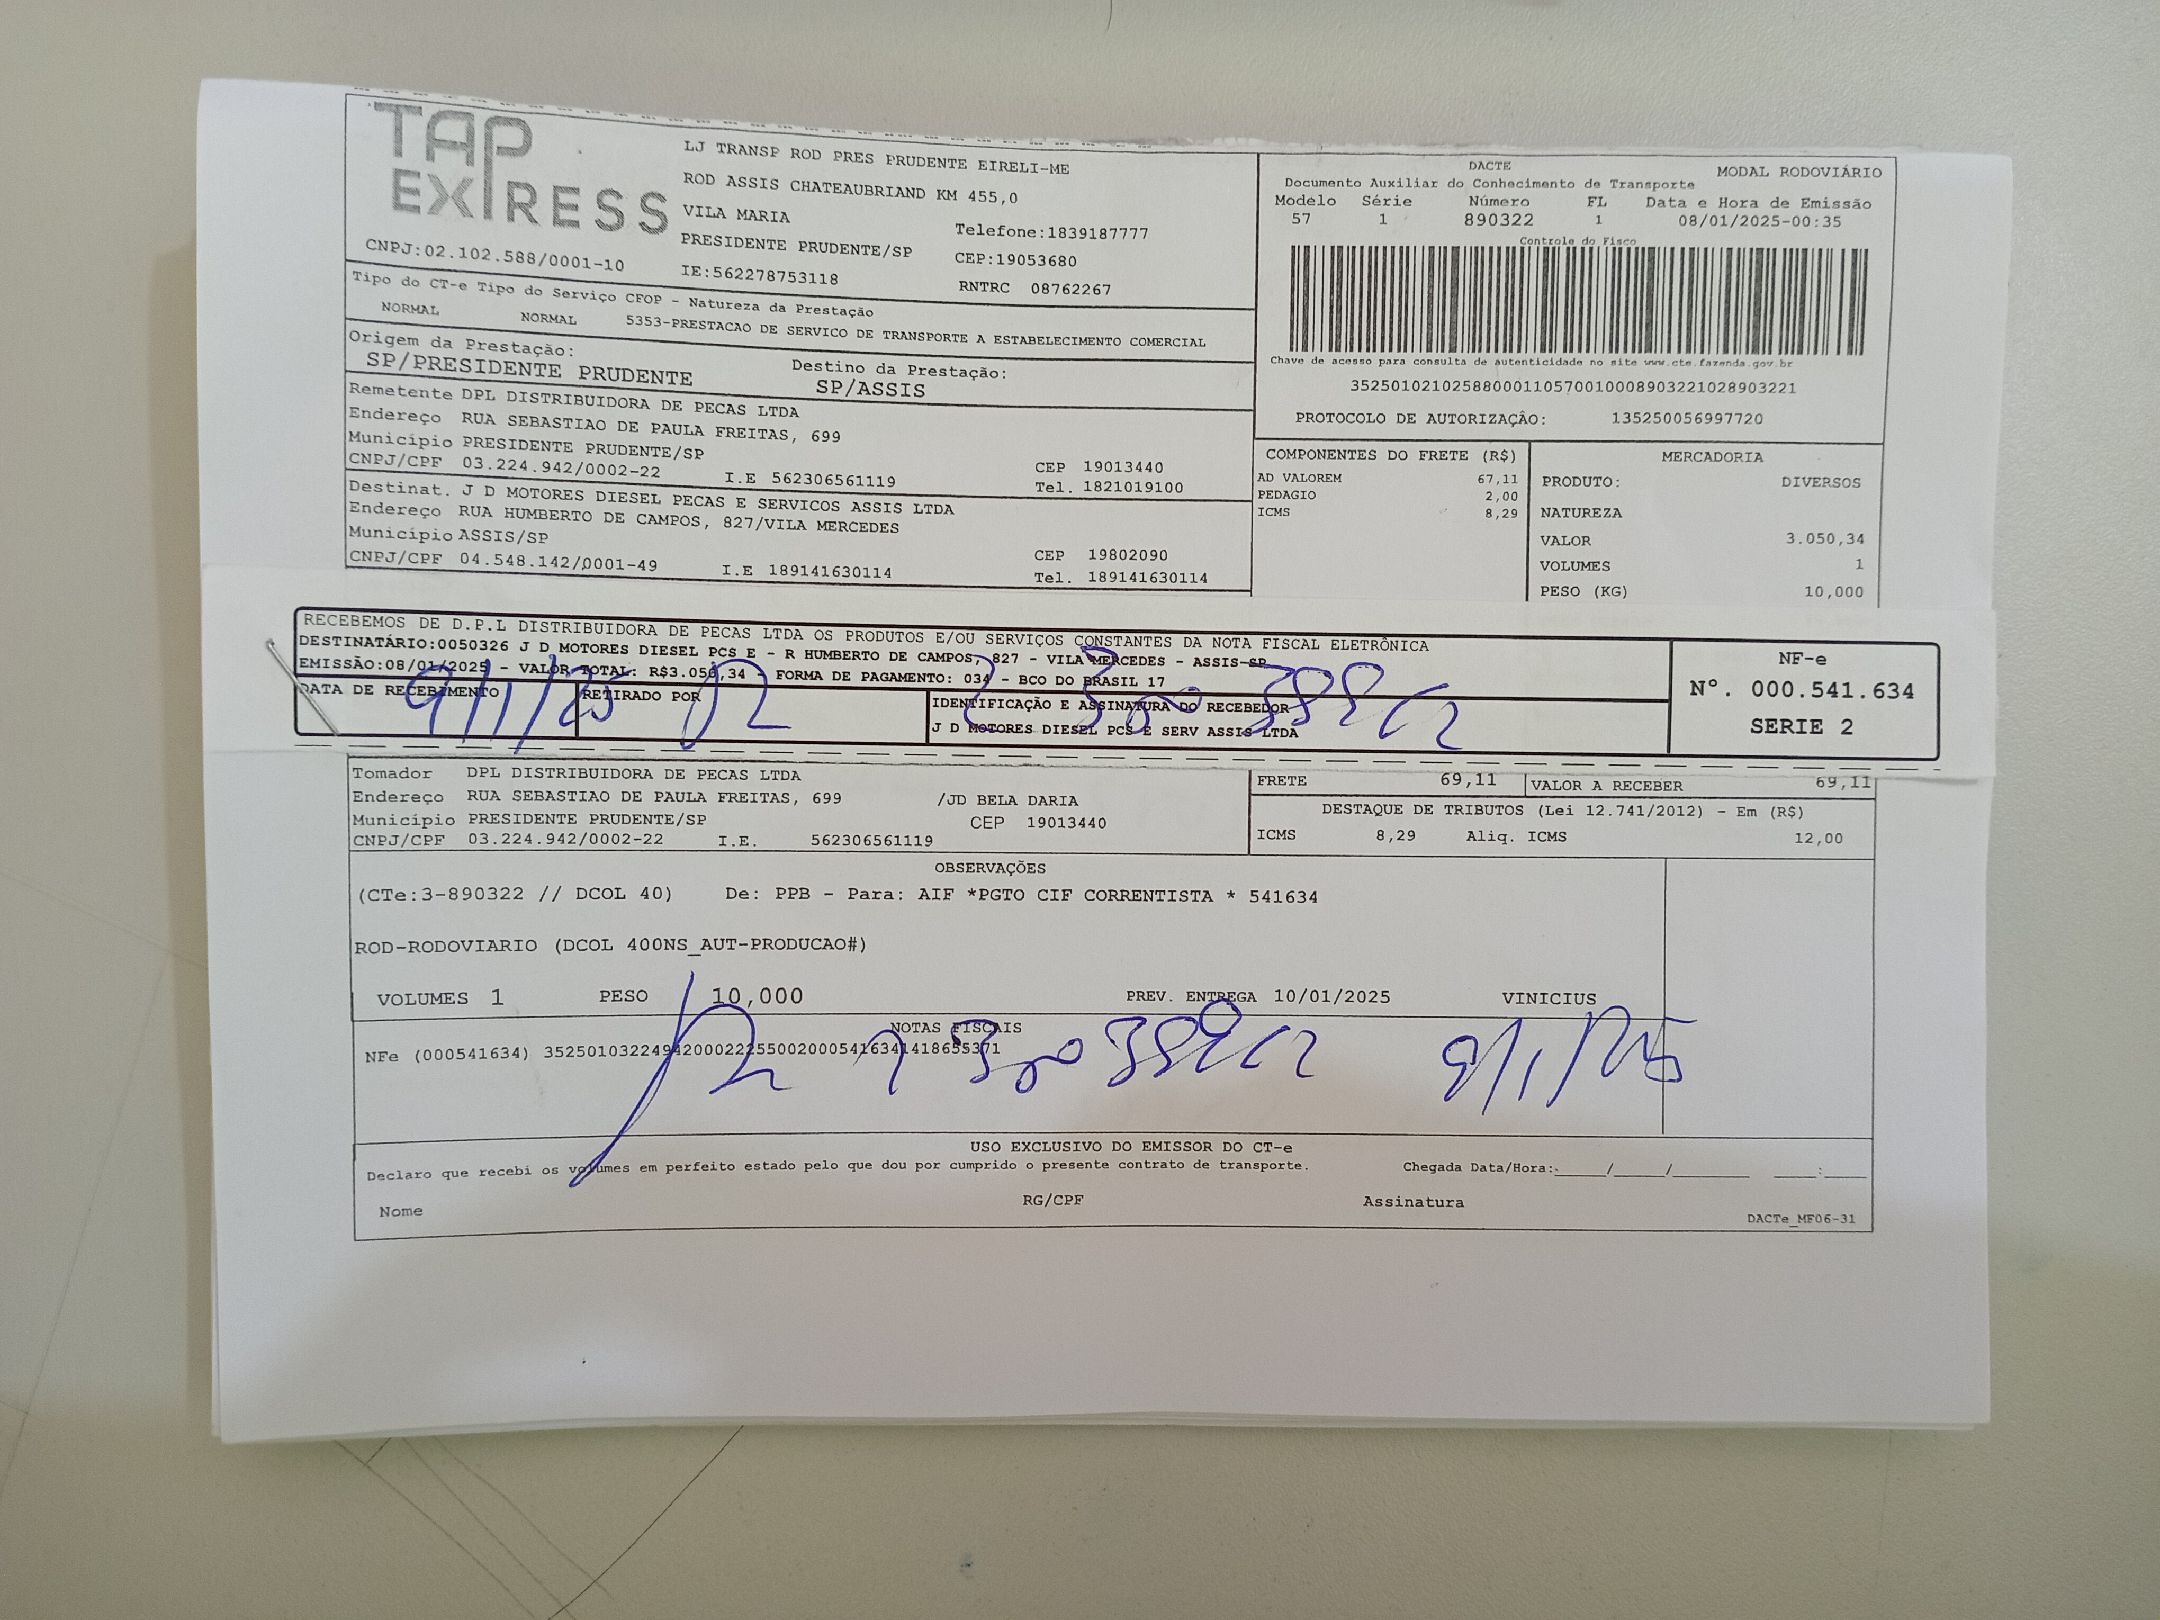 TAP
EXPRESS
CNPJ:02.102.588/0001-10
LJ TRANSP ROD PRES PRUDENTE EIRELI-ME
ROD ASSIS CHATEAUBRIAND KM 455,0
VILA MARIA
Telefone:1839187777
PRESIDENTE PRUDENTE/SP
CEP:19053680
IE:562278753118
RNTRC 08762267
DACTE MODAL RODOVIÁRIO
Documento Auxiliar do Conhecimento de Transporte
Modelo Série Número FL Data e Hora de Emissão
57 1 890322 1 08/01/2025-00:35
Controle do Fisco
Chave de acesso para consulta de autenticidade no site www.cte.fazenda.gov.br
35250102102588000110570010008903221028903221
PROTOCOLO DE AUTORIZAÇÃO: 135250056997720
Tipo do CT-e Tipo do Serviço CFOP - Natureza da Prestação
NORMAL NORMAL 5353-PRESTACAO DE SERVICO DE TRANSPORTE A ESTABELECIMENTO COMERCIAL
Origem da Prestação: Destino da Prestação:
SP/PRESIDENTE PRUDENTE SP/ASSIS
Remetente DPL DISTRIBUIDORA DE PECAS LTDA
Endereço RUA SEBASTIAO DE PAULA FREITAS, 699
Município PRESIDENTE PRUDENTE/SP CEP 19013440
CNPJ/CPF 03.224.942/0002-22 I.E 562306561119 Tel. 1821019100
Destinat. J D MOTORES DIESEL PECAS E SERVICOS ASSIS LTDA
Endereço RUA HUMBERTO DE CAMPOS, 827/VILA MERCEDES
Município ASSIS/SP CEP 19802090
CNPJ/CPF 04.548.142/0001-49 I.E 189141630114 Tel. 189141630114
COMPONENTES DO FRETE (R$)
AD VALOREM 67,11
PEDAGIO 2,00
ICMS 8,29
MERCADORIA
PRODUTO: DIVERSOS
NATUREZA
VALOR 3.050,34
VOLUMES 1
PESO (KG) 10,000
RECEBEMOS DE D.P.L DISTRIBUIDORA DE PECAS LTDA OS PRODUTOS E/OU SERVIÇOS CONSTANTES DA NOTA FISCAL ELETRÔNICA
DESTINATÁRIO:0050326 J D MOTORES DIESEL PCS E - R HUMBERTO DE CAMPOS, 827 - VILA MERCEDES - ASSIS-SP
EMISSÃO:08/01/2025 - VALOR TOTAL: R$3.050,34 - FORMA DE PAGAMENTO: 034 - BCO DO BRASIL 17
DATA DE RECEBIMENTO RETIRADO POR IDENTIFICAÇÃO E ASSINATURA DO RECEBEDOR
9/1/25
J D MOTORES DIESEL PCS E SERV ASSIS LTDA
NF-e
Nº. 000.541.634
SERIE 2
Tomador DPL DISTRIBUIDORA DE PECAS LTDA
Endereço RUA SEBASTIAO DE PAULA FREITAS, 699 /JD BELA DARIA
Município PRESIDENTE PRUDENTE/SP CEP 19013440
CNPJ/CPF 03.224.942/0002-22 I.E. 562306561119
FRETE 69,11 VALOR A RECEBER 69,11
DESTAQUE DE TRIBUTOS (Lei 12.741/2012) - Em (R$)
ICMS 8,29 Aliq. ICMS 12,00
OBSERVAÇÕES
(CTe:3-890322 // DCOL 40) De: PPB - Para: AIF *PGTO CIF CORRENTISTA * 541634
ROD-RODOVIARIO (DCOL 400NS_AUT-PRODUCAO#)
VOLUMES 1 PESO 10,000 PREV. ENTREGA 10/01/2025 VINICIUS
NOTAS FISCAIS
NFe (000541634) 35250103224942000222550020005416341418655371
9/1/25
USO EXCLUSIVO DO EMISSOR DO CT-e
Declaro que recebi os volumes em perfeito estado pelo que dou por cumprido o presente contrato de transporte. Chegada Data/Hora:-____/____/______ ____:____
Nome RG/CPF Assinatura
DACTe_MF06-31